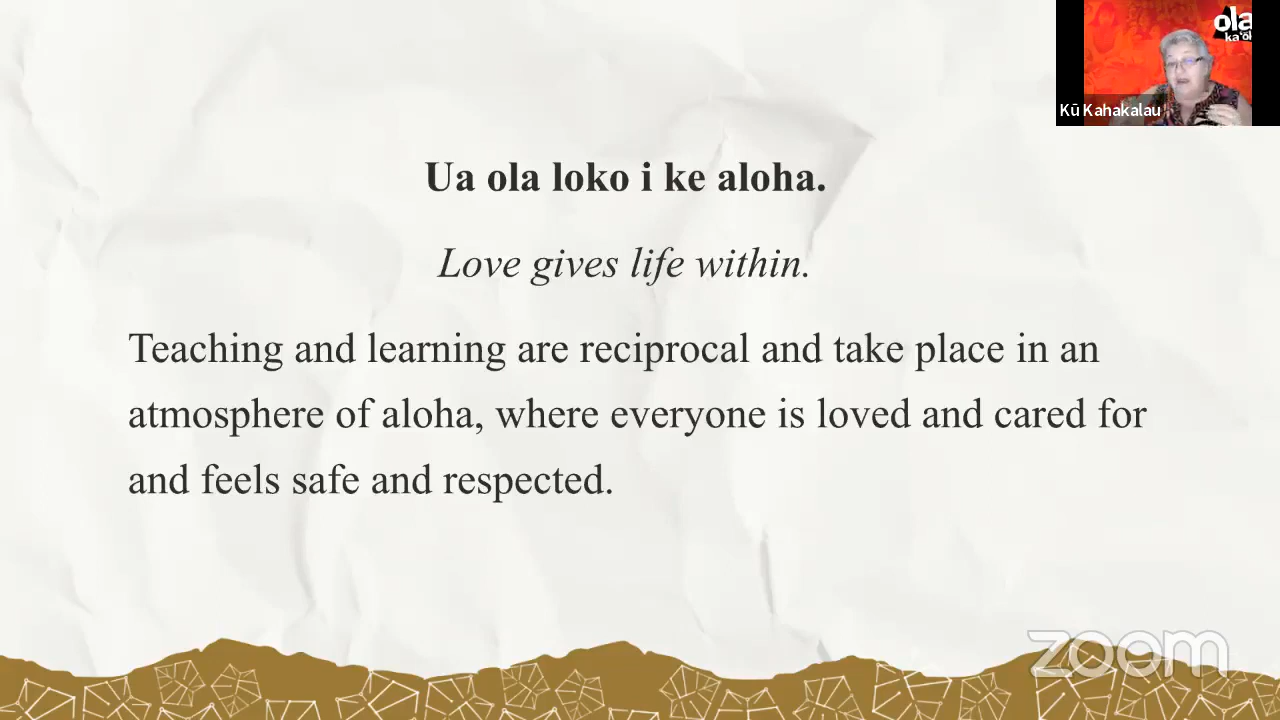 ola
Kū Kahakalau
Ua ola loko i ke aloha.
Love gives life within.
Teaching and learning are reciprocal and take place in an
atmosphere of aloha, where everyone is loved and cared for
and feels safe and respected.
zoom